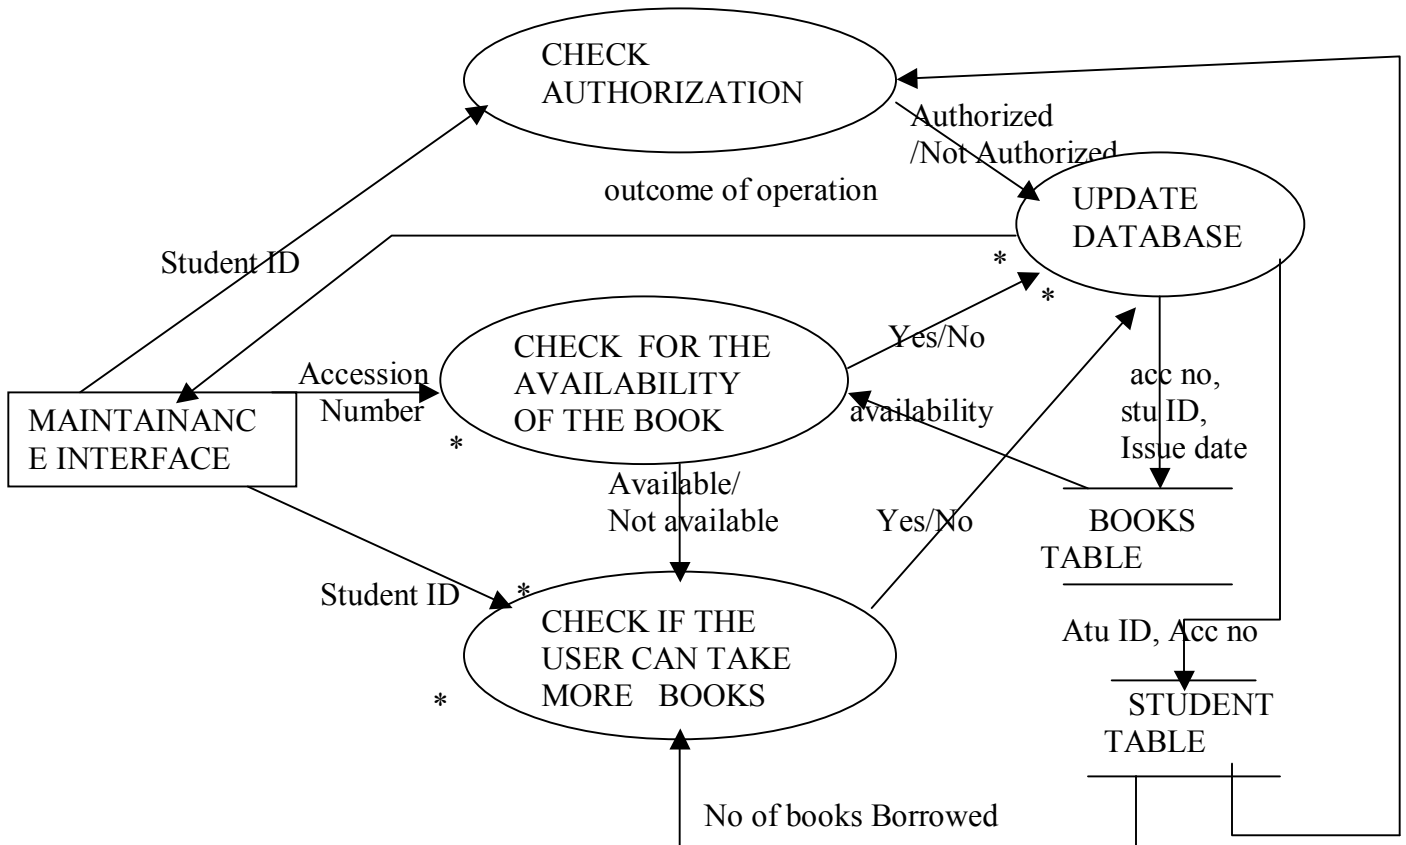 CHECK
AUTHORIZATION
Authorized
/Not Authorized
outcome of operation
UPDATE
DATABASE
Student ID
*
*
CHECK FOR THE
AVAILABILITY
OF THE BOOK
Yes/No
Accession
Number
availability
acc no,
stu ID,
Issue date
MAINTAINANC
E INTERFACE
*
Available/
Not available
Yes/No
BOOKS
TABLE
Student ID
*
CHECK IF THE
USER CAN TAKE
MORE BOOKS
Atu ID, Acc no
*
STUDENT
TABLE
No of books Borrowed